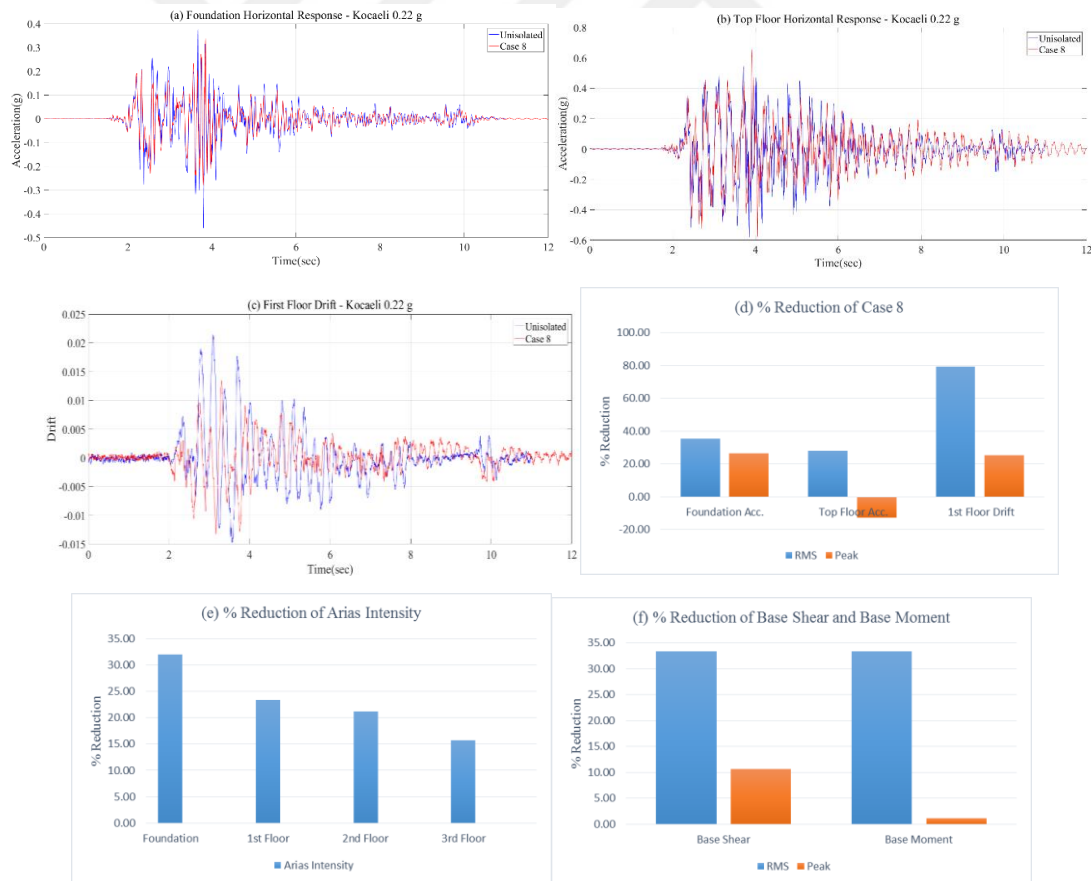 (a) Foundation Horizontal Response - Kocaeli 0.22 g
Unisolated
Case 8
Acceleration(g)
0.4
0.3
0.2
0.1
0
-0.1
-0.2
-0.3
-0.4
-0.5
0 2 4 6 8 10 12
Time(sec)
(b) Top Floor Horizontal Response - Kocaeli 0.22 g
Unisolated
Case 8
Acceleration(g)
0.8
0.6
0.4
0.2
0
-0.2
-0.4
-0.6
0 2 4 6 8 10 12
Time(sec)
(c) First Floor Drift - Kocaeli 0.22 g
Unisolated
Case 8
Drift
0.025
0.02
0.015
0.01
0.005
0
-0.005
-0.01
-0.015
0 2 4 6 8 10 12
Time(sec)
(d) % Reduction of Case 8
% Reduction
100.00
80.00
60.00
40.00
20.00
0.00
-20.00
Foundation Acc. Top Floor Acc. 1st Floor Drift
RMS Peak
(e) % Reduction of Arias Intensity
% Reduction
35.00
30.00
25.00
20.00
15.00
10.00
5.00
0.00
Foundation 1st Floor 2nd Floor 3rd Floor
Arias Intensity
(f) % Reduction of Base Shear and Base Moment
% Reduction
35.00
30.00
25.00
20.00
15.00
10.00
5.00
0.00
Base Shear Base Moment
RMS Peak